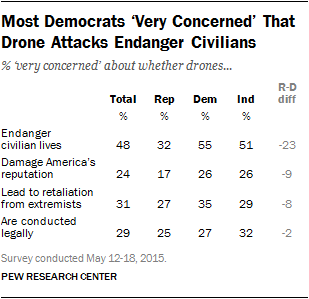 Most Democrats ‘Very Concerned’ That
Drone Attacks Endanger Civilians
% ‘very concerned’ about whether drones...
R-D
Total Rep Dem Ind diff
% % % %
Endanger
civilian lives 48 32 55 51 -23
Damage America’s
reputation 24 17 26 26 -9
Lead to retaliation
from extremists 31 27 35 29 -8
Are conducted
legally 29 25 27 32 -2
Survey conducted May 12-18, 2015.
PEW RESEARCH CENTER